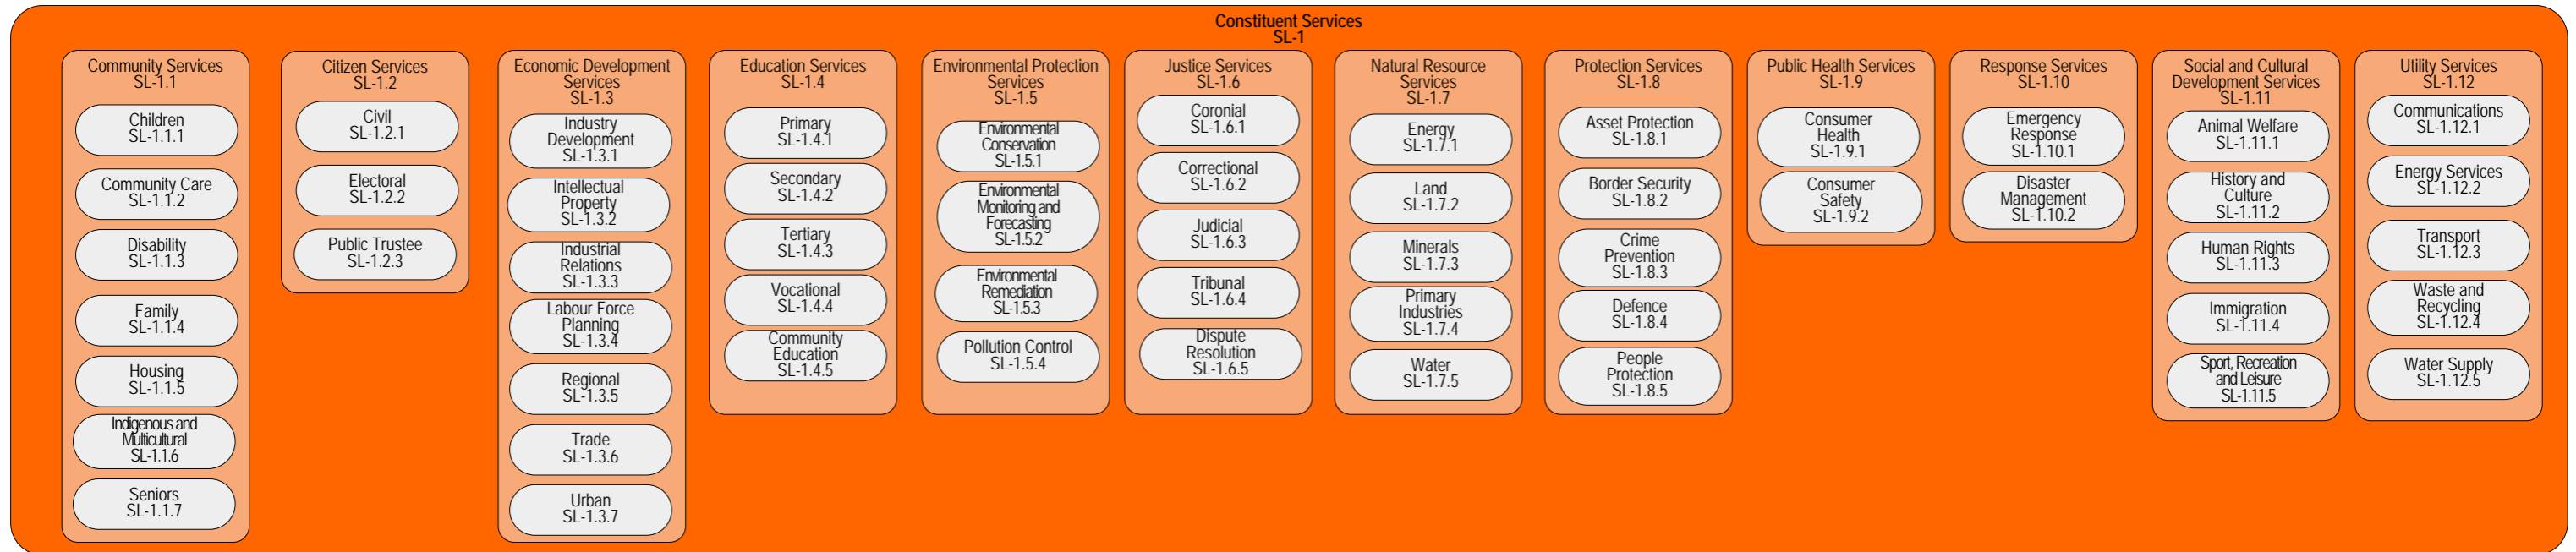 Constituent Services
SL-1
Community Services
SL-1.1
Children
SL-1.1.1
Community Care
SL-1.1.2
Disability
SL-1.1.3
Family
SL-1.1.4
Housing
SL-1.1.5
Indigenous and
Multicultural
SL-1.1.6
Seniors
SL-1.1.7
Citizen Services
SL-1.2
Civil
SL-1.2.1
Electoral
SL-1.2.2
Public Trustee
SL-1.2.3
Economic Development
Services
SL-1.3
Industry
Development
SL-1.3.1
Intellectual
Property
SL-1.3.2
Industrial
Relations
SL-1.3.3
Labour Force
Planning
SL-1.3.4
Regional
SL-1.3.5
Trade
SL-1.3.6
Urban
SL-1.3.7
Education Services
SL-1.4
Primary
SL-1.4.1
Secondary
SL-1.4.2
Tertiary
SL-1.4.3
Vocational
SL-1.4.4
Community
Education
SL-1.4.5
Environmental Protection
Services
SL-1.5
Environmental
Conservation
SL-1.5.1
Environmental
Monitoring and
Forecasting
SL-1.5.2
Environmental
Remediation
SL-1.5.3
Pollution Control
SL-1.5.4
Justice Services
SL-1.6
Coronial
SL-1.6.1
Correctional
SL-1.6.2
Judicial
SL-1.6.3
Tribunal
SL-1.6.4
Dispute
Resolution
SL-1.6.5
Natural Resource
Services
SL-1.7
Energy
SL-1.7.1
Land
SL-1.7.2
Minerals
SL-1.7.3
Primary
Industries
SL-1.7.4
Water
SL-1.7.5
Protection Services
SL-1.8
Asset Protection
SL-1.8.1
Border Security
SL-1.8.2
Crime
Prevention
SL-1.8.3
Defence
SL-1.8.4
People
Protection
SL-1.8.5
Public Health Services
SL-1.9
Consumer
Health
SL-1.9.1
Consumer
Safety
SL-1.9.2
Response Services
SL-1.10
Emergency
Response
SL-1.10.1
Disaster
Management
SL-1.10.2
Social and Cultural
Development Services
SL-1.11
Animal Welfare
SL-1.11.1
History and
Culture
SL-1.11.2
Human Rights
SL-1.11.3
Immigration
SL-1.11.4
Sport, Recreation
and Leisure
SL-1.11.5
Utility Services
SL-1.12
Communications
SL-1.12.1
Energy Services
SL-1.12.2
Transport
SL-1.12.3
Waste and
Recycling
SL-1.12.4
Water Supply
SL-1.12.5